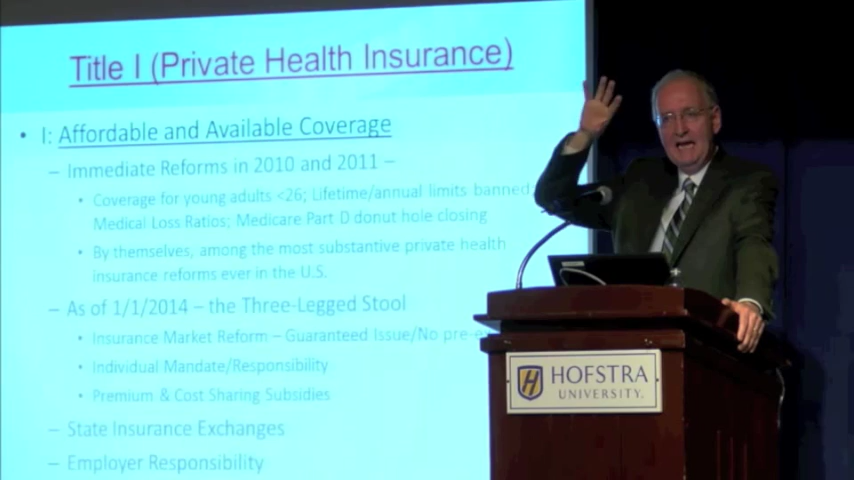 Title I (Private Health Insurance)
• I: Affordable and Available Coverage
– Immediate Reforms in 2010 and 2011 –
• Coverage for young adults <26; Lifetime/annual limits banned
Medical Loss Ratios; Medicare Part D donut hole closing
• By themselves, among the most substantive private health
insurance reforms ever in the U.S.
– As of 1/1/2014 – the Three-Legged Stool
• Insurance Market Reform – Guaranteed Issue/No pre-e
• Individual Mandate/Responsibility
• Premium & Cost Sharing Subsidies
– State Insurance Exchanges
– Employer Responsibility
H HOFSTRA
UNIVERSITY.